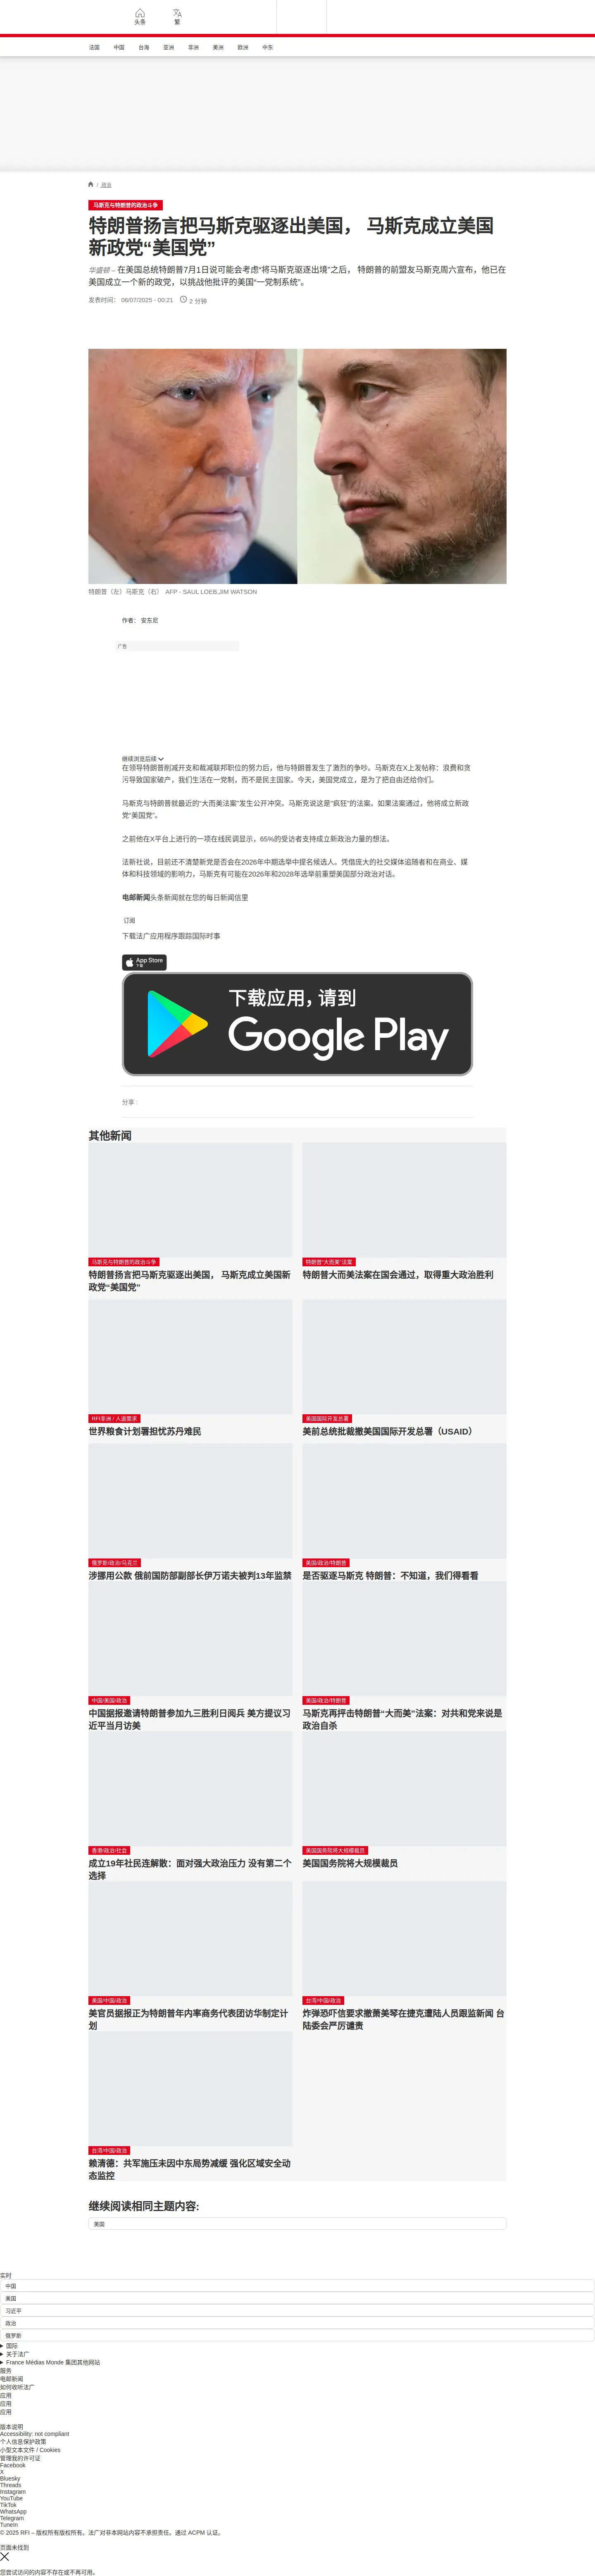 头条
繁
法国 中国 台海 亚洲 非洲 美洲 欧洲 中东
/ 政治
马斯克与特朗普的政治斗争
特朗普扬言把马斯克驱逐出美国， 马斯克成立美国
新政党“美国党”
华盛顿 – 在美国总统特朗普7月1日说可能会考虑“将马斯克驱逐出境”之后， 特朗普的前盟友马斯克周六宣布，他已在
美国成立一个新的政党，以挑战他批评的美国“一党制系统”。
发表时间： 06/07/2025 - 00:21 2 分钟
特朗普（左）马斯克（右） AFP - SAUL LOEB,JIM WATSON
作者： 安东尼
广告
继续浏览后续
在领导特朗普削减开支和裁减联邦职位的努力后，他与特朗普发生了激烈的争吵。马斯克在X上发帖称：浪费和贪
污导致国家破产，我们生活在一党制，而不是民主国家。今天，美国党成立，是为了把自由还给你们。
马斯克与特朗普就最近的“大而美法案”发生公开冲突。马斯克说这是“疯狂”的法案。如果法案通过，他将成立新政
党“美国党”。
之前他在X平台上进行的一项在线民调显示，65%的受访者支持成立新政治力量的想法。
法新社说，目前还不清楚新党是否会在2026年中期选举中提名候选人。凭借庞大的社交媒体追随者和在商业、媒
体和科技领域的影响力，马斯克有可能在2026年和2028年选举前重塑美国部分政治对话。
电邮新闻头条新闻就在您的每日新闻信里
订阅
下载法广应用程序跟踪国际时事
App Store
下载
下载应用，请到
Google Play
分享 :
其他新闻
马斯克与特朗普的政治斗争
特朗普扬言把马斯克驱逐出美国， 马斯克成立美国新
政党“美国党”
特朗普“大而美”法案
特朗普大而美法案在国会通过，取得重大政治胜利
RFI非洲 / 人道需求
世界粮食计划署担忧苏丹难民
美国国际开发总署
美前总统批裁撤美国国际开发总署（USAID）
俄罗斯/政治/乌克兰
涉挪用公款 俄前国防部副部长伊万诺夫被判13年监禁
美国/政治/特朗普
是否驱逐马斯克 特朗普：不知道，我们得看看
中国/美国/政治
中国据报邀请特朗普参加九三胜利日阅兵 美方提议习
近平当月访美
美国/政治/特朗普
马斯克再抨击特朗普“大而美”法案：对共和党来说是
政治自杀
香港/政治/社会
成立19年社民连解散：面对强大政治压力 没有第二个
选择
美国国务院将大规模裁员
美国国务院将大规模裁员
美国/中国/政治
美官员据报正为特朗普年内率商务代表团访华制定计
划
台湾/中国/政治
炸弹恐吓信要求撤萧美琴在捷克遭陆人员跟监新闻 台
陆委会严厉谴责
台湾/中国/政治
赖清德：共军施压未因中东局势减缓 强化区域安全动
态监控
继续阅读相同主题内容:
美国
实时
中国
美国
习近平
政治
俄罗斯
国际
关于法广
France Médias Monde 集团其他网站
服务
电邮新闻
如何收听法广
应用
应用
应用
版本说明
Accessibility: not compliant
个人信息保护政策
小型文本文件 / Cookies
管理我的许可证
Facebook
X
Bluesky
Threads
Instagram
YouTube
TikTok
WhatsApp
Telegram
TuneIn
© 2025 RFI – 版权所有版权所有。法广对非本网站内容不承担责任。通过 ACPM 认证。
页面未找到
您尝试访问的内容不存在或不再可用。